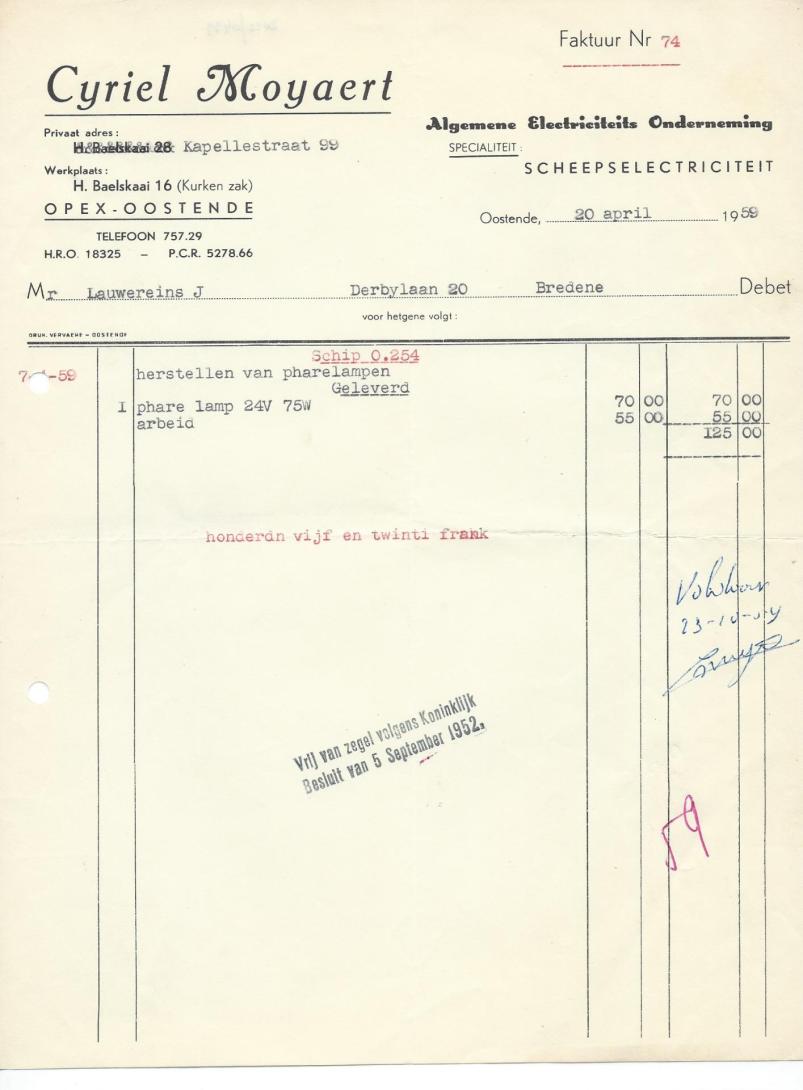 Faktuur Nr 74
Cyriel Moyaert
Privaat adres :
H. Baelskaai 28 Kapellestraat 99
Werkplaats :
H. Baelskaai 16 (Kurken zak)
OPEX-OOSTENDE
TELEFOON 757.29
H.R.O. 18325 – P.C.R. 5278.66
Algemene Electriciteits Onderneming
SPECIALITEIT :
SCHEEPSELECTRICITEIT
Oostende, 20 april 1959
Mr Lauwereins J Derbylaan 20 Bredene Debet
voor hetgene volgt :
DRUK. VERVAEHE - OOSTENDE
Schip O.254
-59 herstellen van pharelampen
Geleverd
I phare lamp 24V 75W 70 00 70 00
arbeid 55 00 55 00
125 00
honderdn vijf en twinti frank
23-10-59
Vrij van zegel volgens Koninklijk
Besluit van 5 September 1952.
59